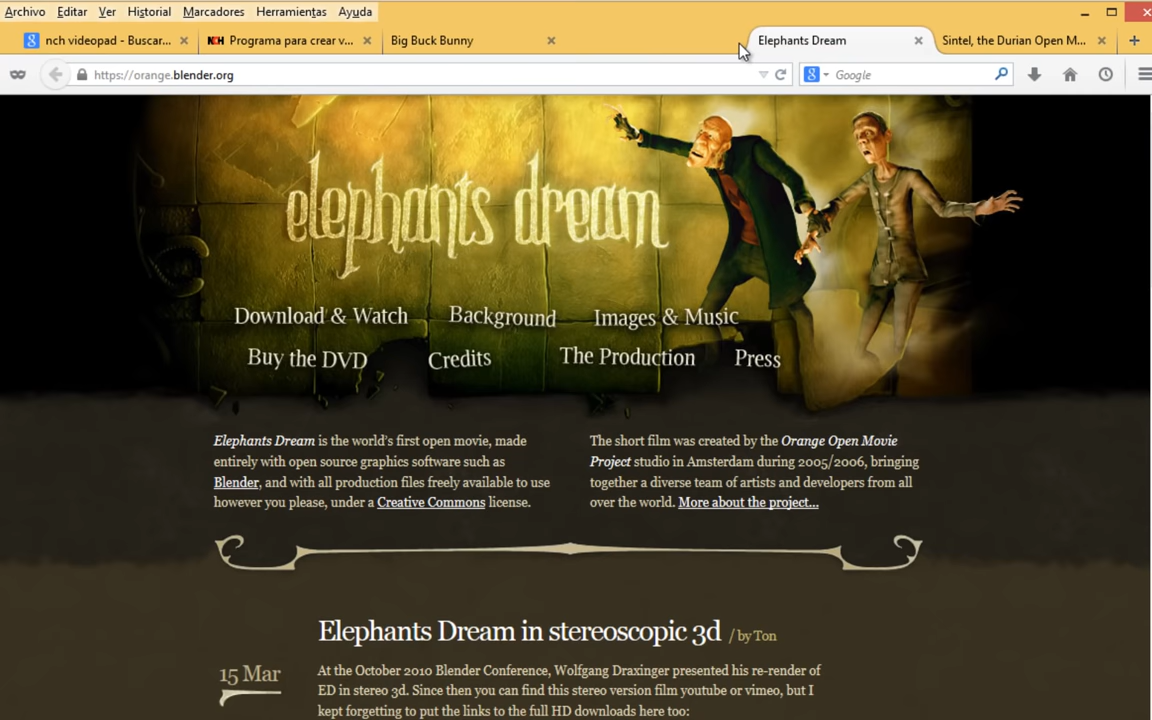 Archivo Editar Ver Historial Marcadores Herramientas Ayuda
nch videopad - Buscar... NCH Programa para crear v... Big Buck Bunny Elephants Dream Sintel, the Durian Open M...
https://orange.blender.org Google
elephants dream
Download & Watch Background Images & Music
Buy the DVD Credits The Production Press
Elephants Dream is the world's first open movie, made
entirely with open source graphics software such as
Blender, and with all production files freely available to use
however you please, under a Creative Commons license.
The short film was created by the Orange Open Movie
Project studio in Amsterdam during 2005/2006, bringing
together a diverse team of artists and developers from all
over the world. More about the project...
Elephants Dream in stereoscopic 3d / by Ton
15 Mar
At the October 2010 Blender Conference, Wolfgang Draxinger presented his re-render of
ED in stereo 3d. Since then you can find this stereo version film youtube or vimeo, but I
kept forgetting to put the links to the full HD downloads here too: